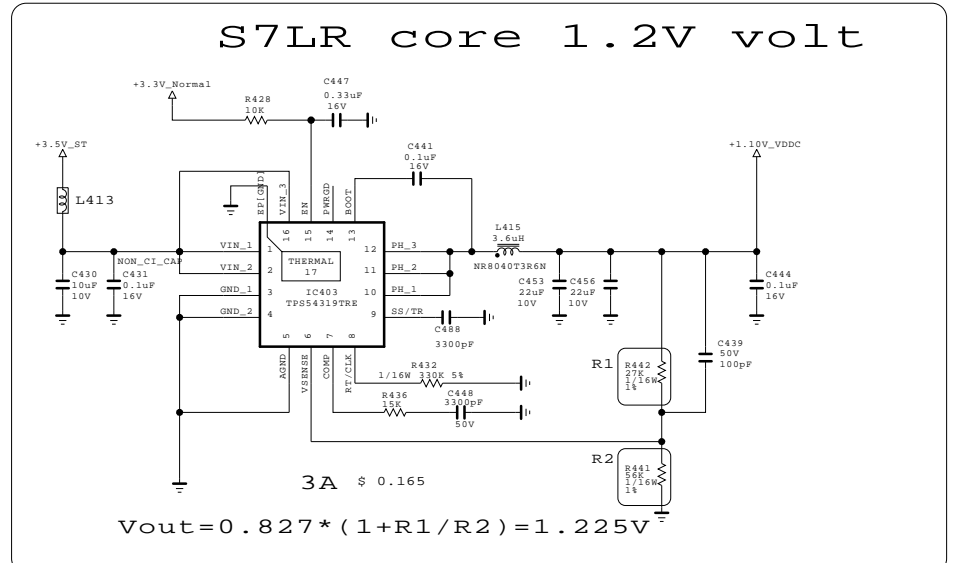 S7LR core 1.2V volt
+3.3V_Normal
R428
10K
C447
0.33uF
16V
+3.5V_ST
L413
C441
0.1uF
16V
+1.10V_VDDC
EP[GND]
VIN_3
EN
PWRGD
BOOT
16
15
14
13
VIN_1
1
VIN_2
2
GND_1
3
GND_2
4
THERMAL
17
IC403
TPS54319TRE
12
PH_3
11
PH_2
10
PH_1
9
SS/TR
5
6
7
8
AGND
VSENSE
COMP
RT/CLK
NON_CI_CAP
C430
10uF
10V
C431
0.1uF
16V
L415
3.6uH
NR8040T3R6N
C453
22uF
10V
C456
22uF
10V
C444
0.1uF
16V
C488
3300pF
R432
1/16W 330K 5%
R436
15K
C448
3300pF
50V
C439
50V
100pF
R1
R442
27K
1/16W
1%
R2
R441
56K
1/16W
1%
3A $ 0.165
Vout=0.827*(1+R1/R2)=1.225V